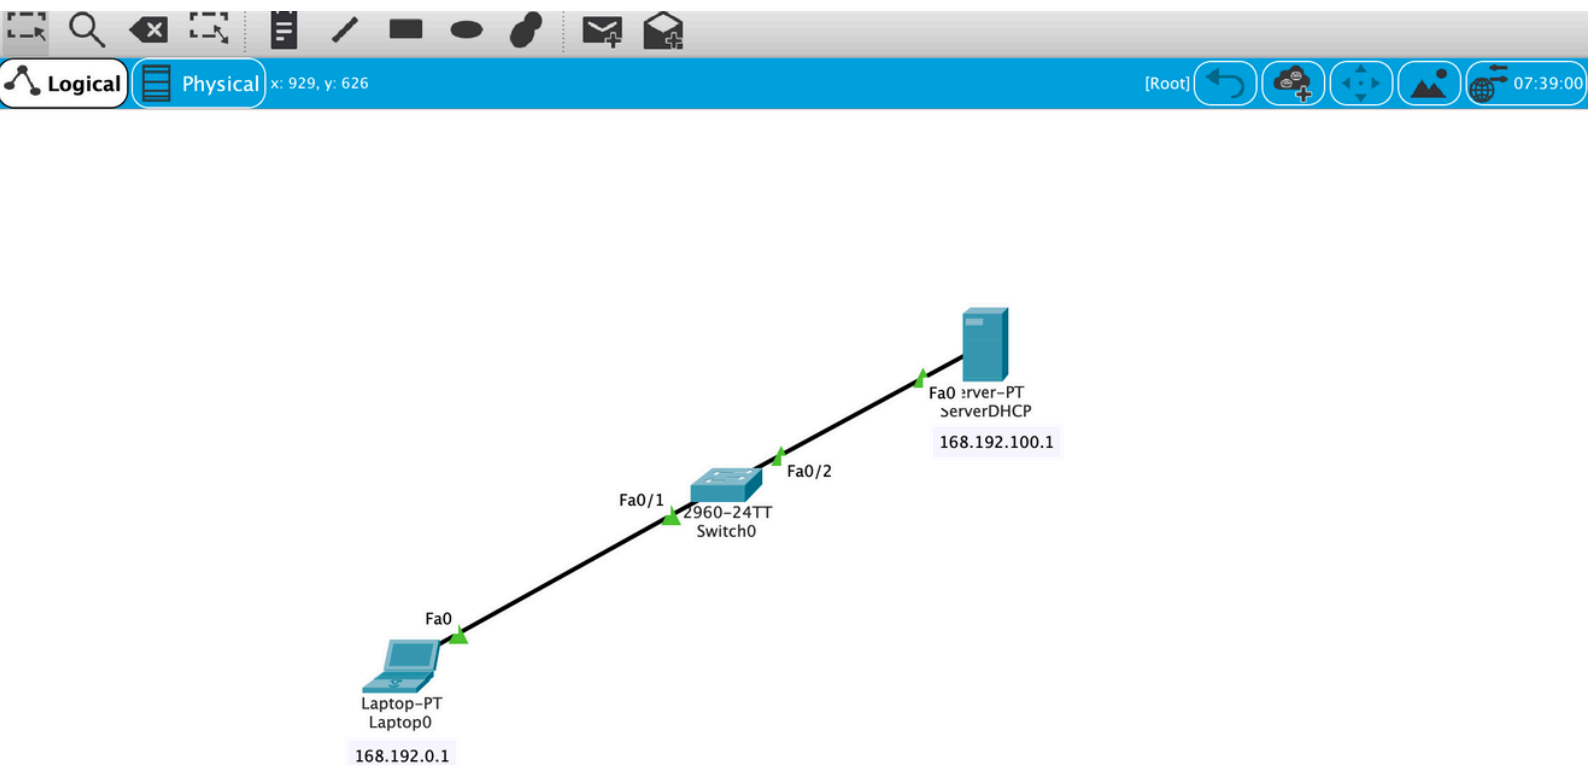 Logical
Physical
x: 929, y: 626
[Root]
07:39:00
Fa0
erver-PT
ServerDHCP
168.192.100.1
Fa0/2
Fa0/1
2960-24TT
Switch0
Fa0
Laptop-PT
Laptop0
168.192.0.1